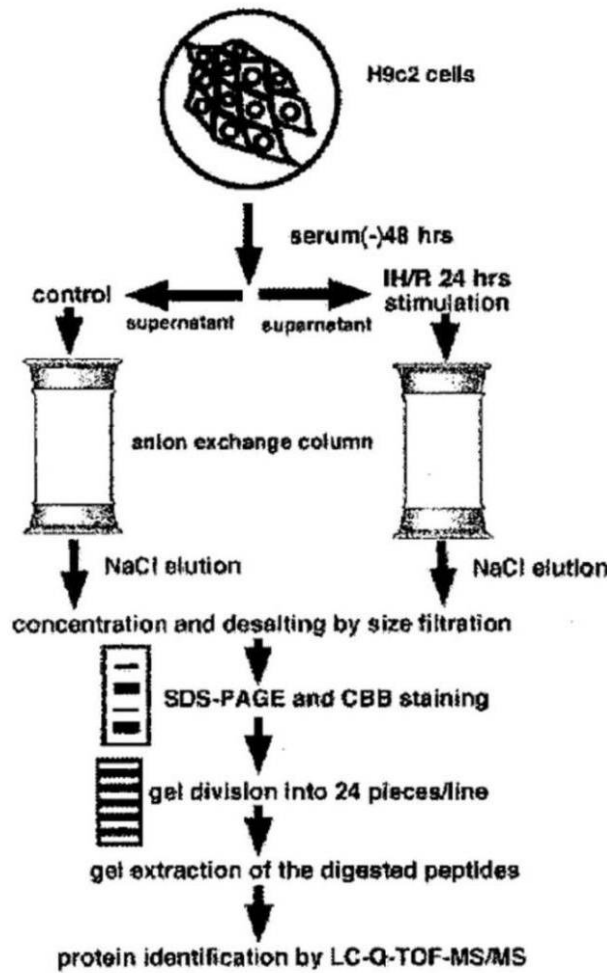 H9c2 cells
serum(-)48 hrs
control
IH/R 24 hrs
stimulation
supernatant
supernatant
anion exchange column
NaCl elution
NaCl elution
concentration and desalting by size filtration
SDS-PAGE and CBB staining
gel division into 24 pieces/line
gel extraction of the digested peptides
protein identification by LC-Q-TOF-MS/MS